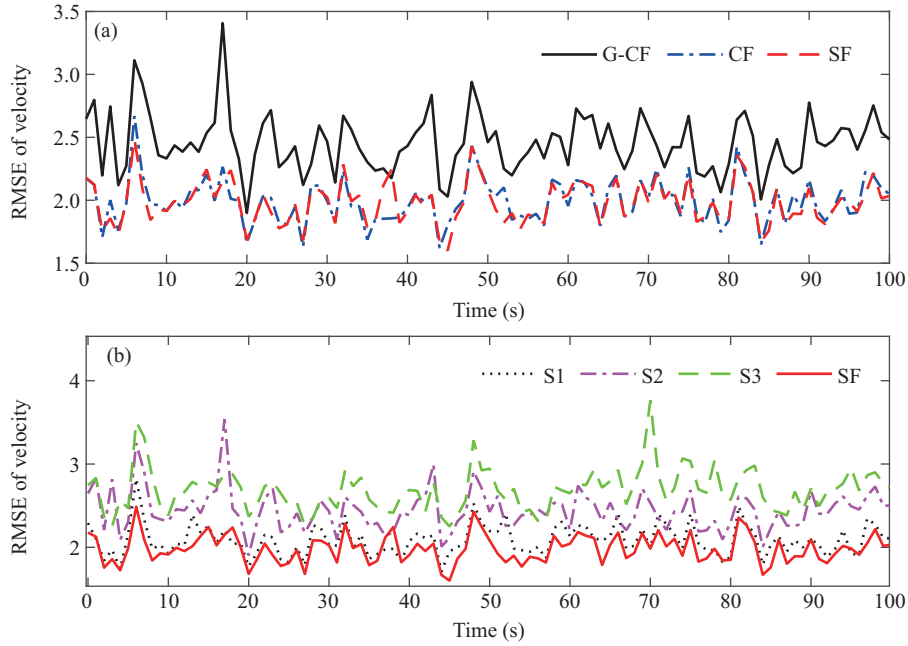 (a)
G-CF CF SF
3.5
3.0
2.5
2.0
1.5
RMSE of velocity
0 10 20 30 40 50 60 70 80 90 100
Time (s)
(b)
S1 S2 S3 SF
4
3
2
RMSE of velocity
0 10 20 30 40 50 60 70 80 90 100
Time (s)